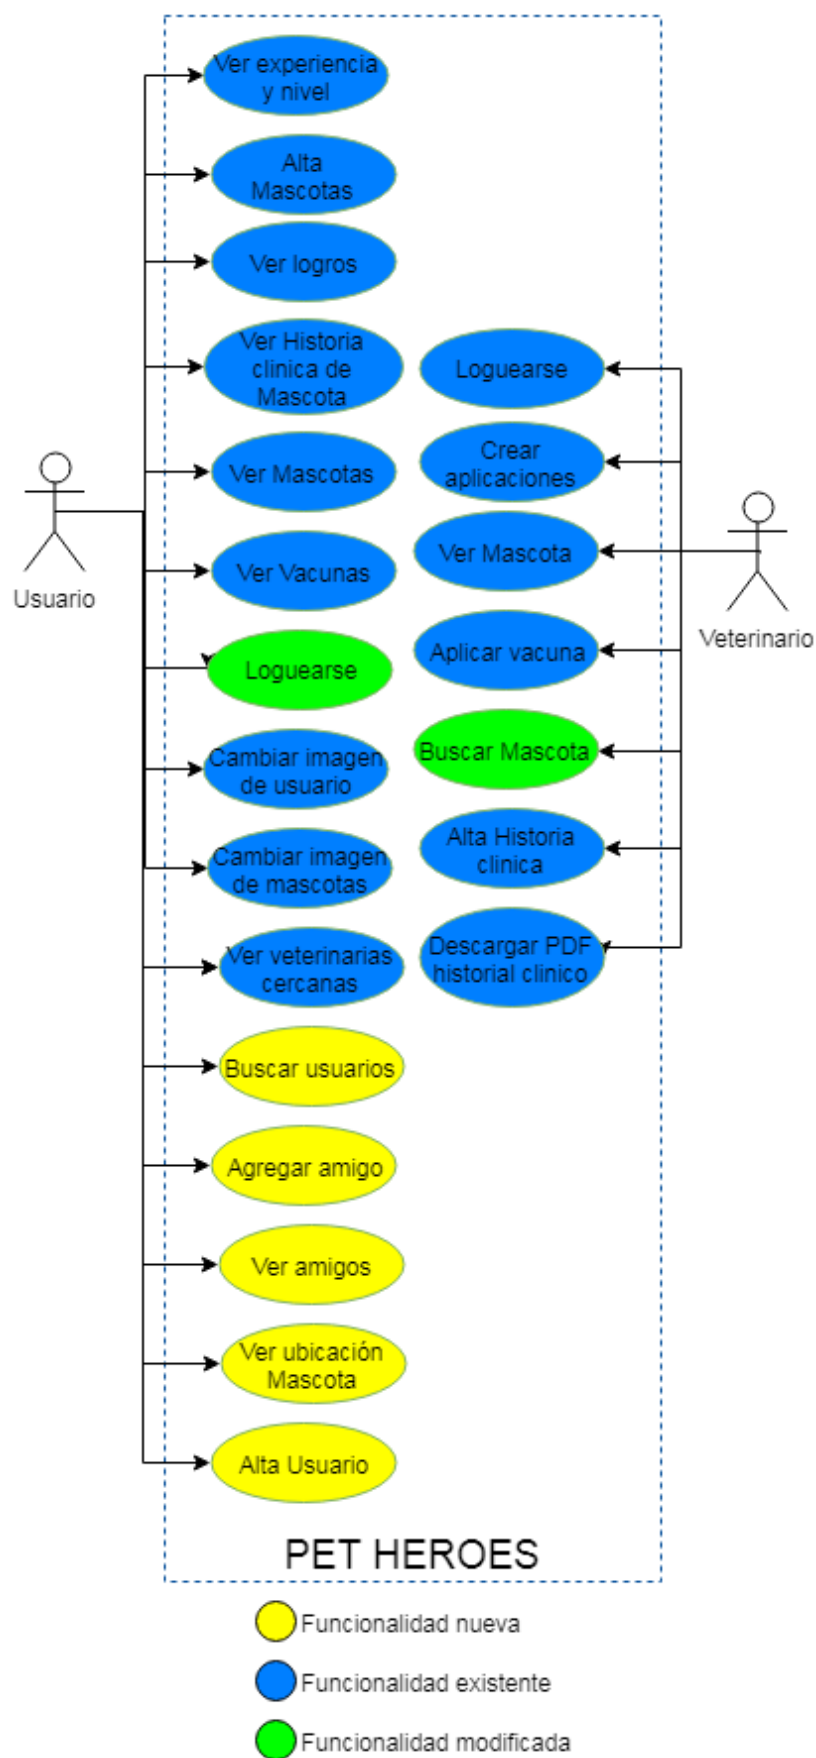 Ver experiencia
y nivel
Alta
Mascotas
Ver logros
Ver Historia
clinica de
Mascota
Ver Mascotas
Ver Vacunas
Usuario
Loguearse
Cambiar imagen
de usuario
Cambiar imagen
de mascotas
Ver veterinarias
cercanas
Buscar usuarios
Agregar amigo
Ver amigos
Ver ubicación
Mascota
Alta Usuario
Loguearse
Crear
aplicaciones
Ver Mascota
Aplicar vacuna
Veterinario
Buscar Mascota
Alta Historia
clinica
Descargar PDF
historial clinico
PET HEROES
Funcionalidad nueva
Funcionalidad existente
Funcionalidad modificada